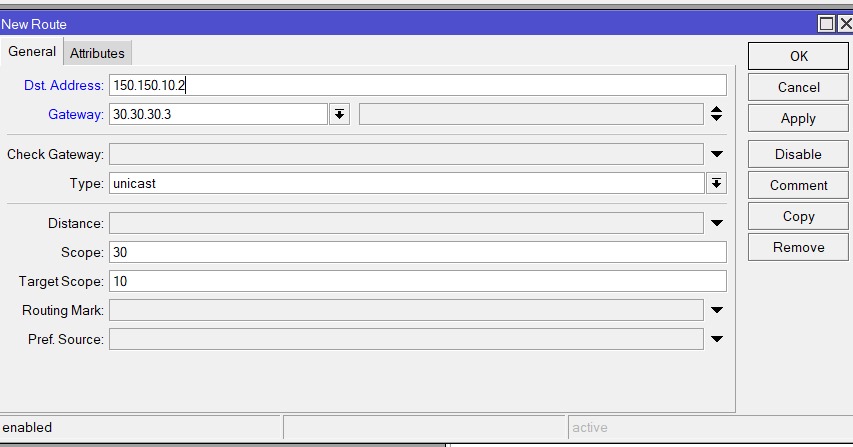 New Route
General Attributes
Dst. Address: 150.150.10.2
Gateway: 30.30.30.3
Check Gateway:
Type: unicast
Distance:
Scope: 30
Target Scope: 10
Routing Mark:
Pref. Source:
OK
Cancel
Apply
Disable
Comment
Copy
Remove
enabled active